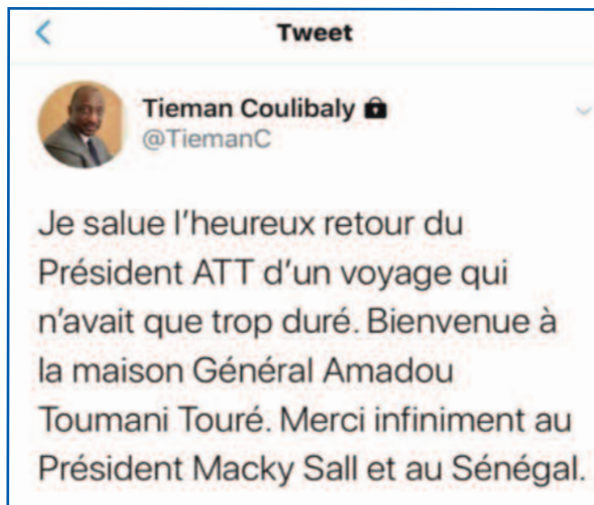 Tweet
Tieman Coulibaly
@TiemanC
Je salue l'heureux retour du
Président ATT d'un voyage qui
n'avait que trop duré. Bienvenue à
la maison Général Amadou
Toumani Touré. Merci infiniment au
Président Macky Sall et au Sénégal.